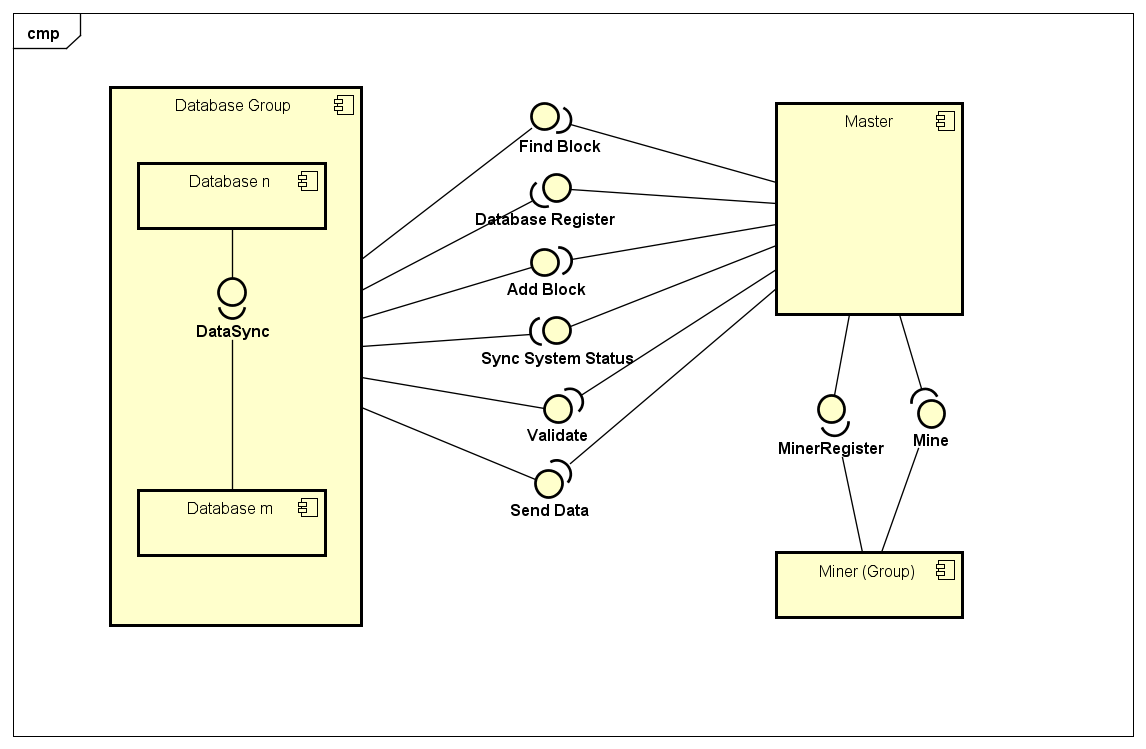 cmp
Database Group
Database n
DataSync
Database m
Find Block
Database Register
Add Block
Sync System Status
Validate
Send Data
Master
MinerRegister
Mine
Miner (Group)